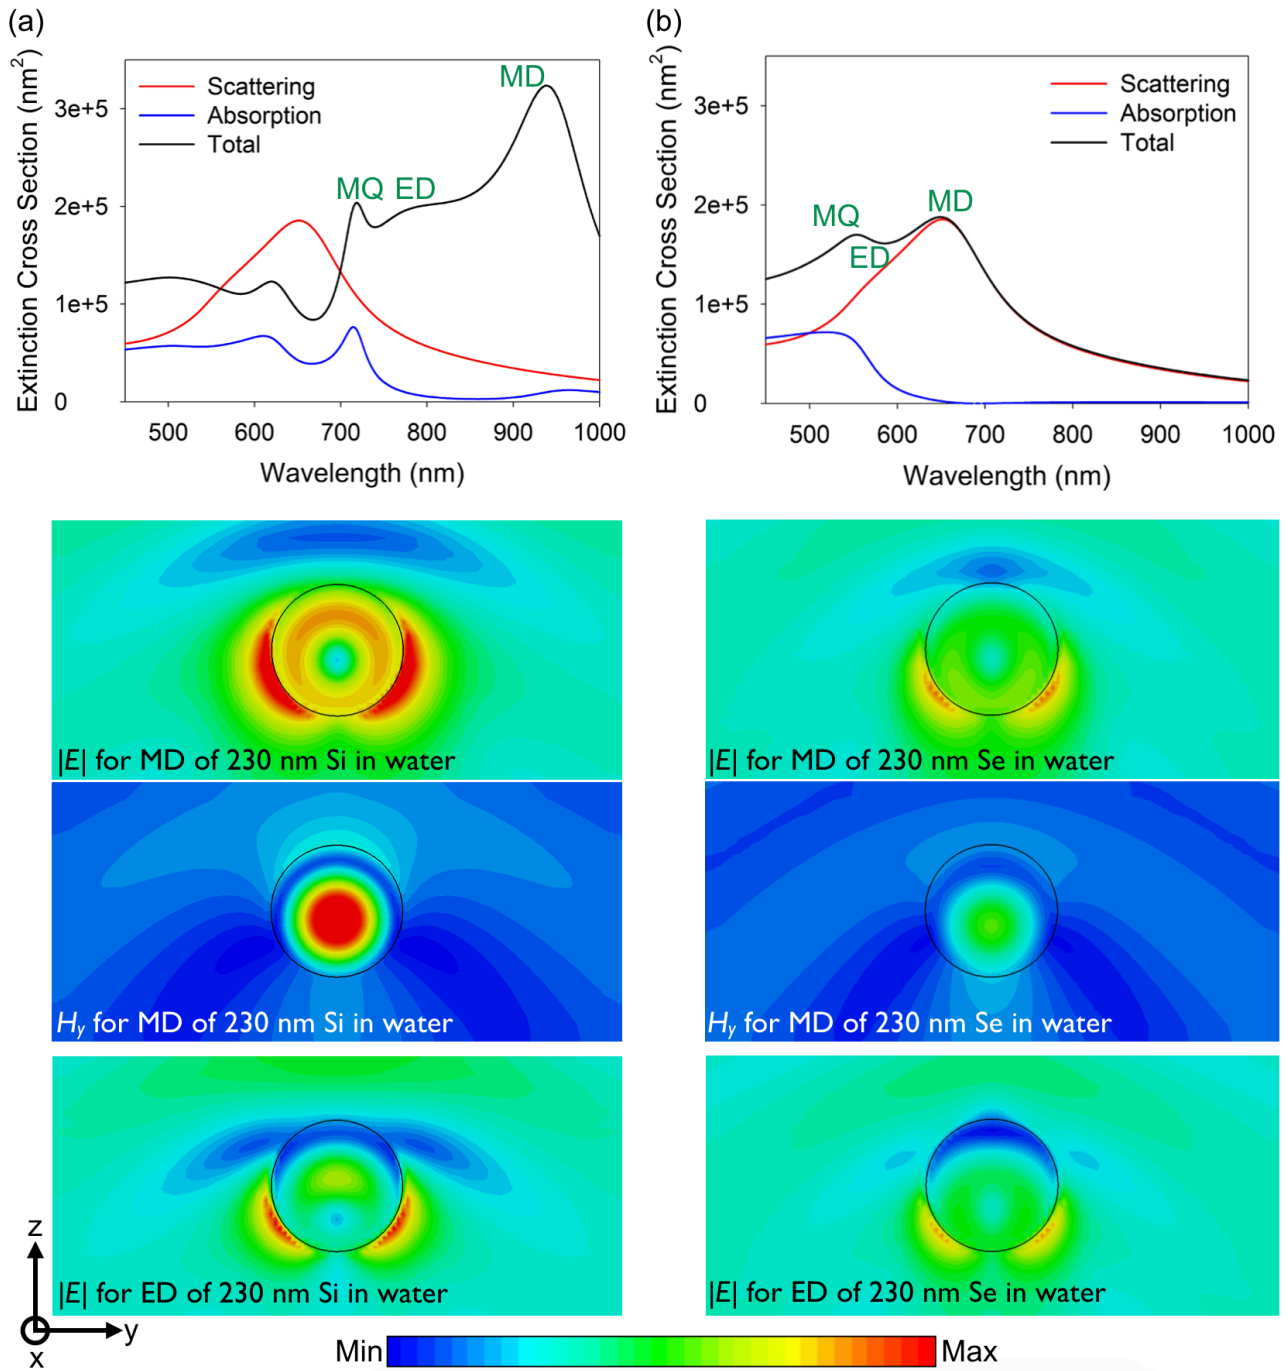 (a)
Extinction Cross Section (nm²)
3e+5
2e+5
1e+5
0
Scattering
Absorption
Total
MD
MQ
ED
500
600
700
800
900
1000
Wavelength (nm)
(b)
Extinction Cross Section (nm²)
3e+5
2e+5
1e+5
0
Scattering
Absorption
Total
MQ
MD
ED
500
600
700
800
900
1000
Wavelength (nm)
|E| for MD of 230 nm Si in water
|E| for MD of 230 nm Se in water
Hy for MD of 230 nm Si in water
Hy for MD of 230 nm Se in water
|E| for ED of 230 nm Si in water
|E| for ED of 230 nm Se in water
z
y
x
Min
Max